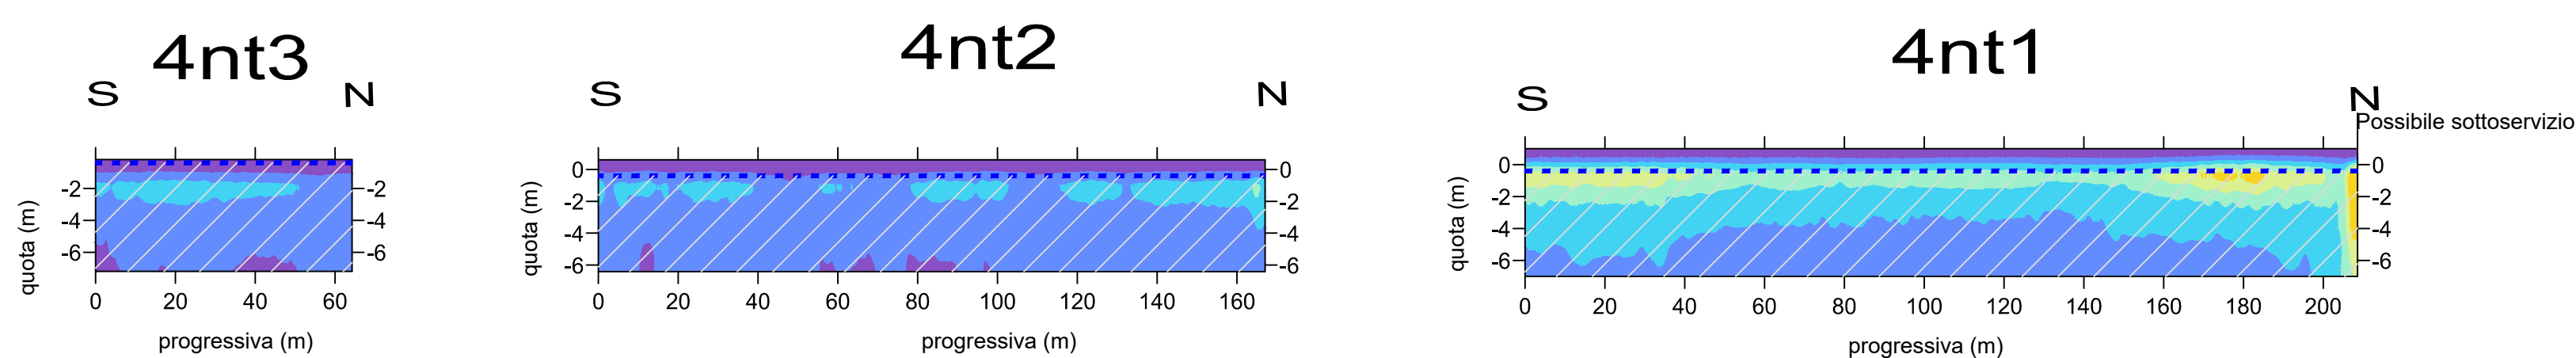 4nt3
S N
-2 -2
-4 -4
-6 -6
quota (m)
0 20 40 60
progressiva (m)
4nt2
S N
0 0
-2 -2
-4 -4
-6 -6
quota (m)
0 20 40 60 80 100 120 140 160
progressiva (m)
4nt1
S N
Possibile sottoservizio
0 0
-2 -2
-4 -4
-6 -6
quota (m)
0 20 40 60 80 100 120 140 160 180 200
progressiva (m)